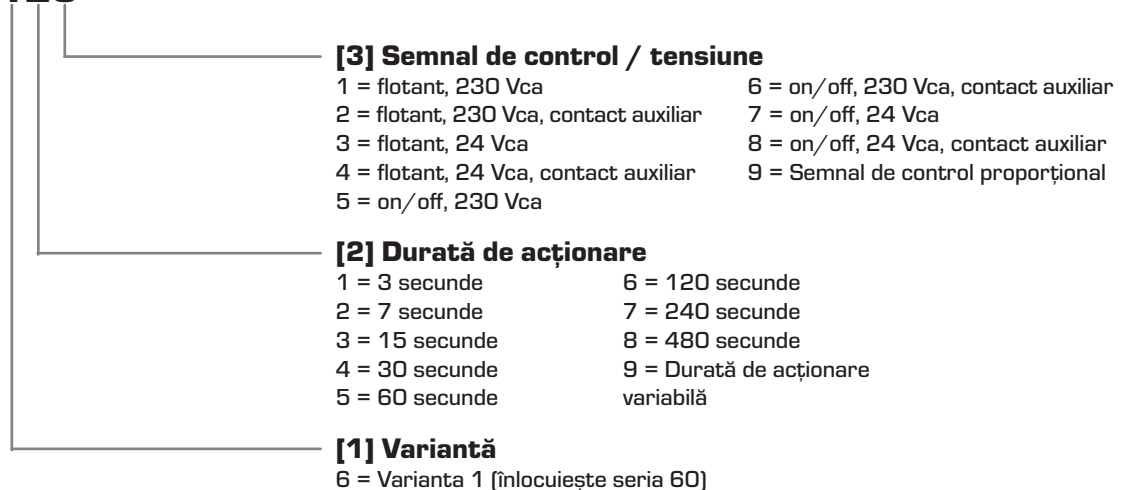 [3] Semnal de control / tensiune
1 = flotant, 230 Vca
2 = flotant, 230 Vca, contact auxiliar
3 = flotant, 24 Vca
4 = flotant, 24 Vca, contact auxiliar
5 = on/off, 230 Vca
6 = on/off, 230 Vca, contact auxiliar
7 = on/off, 24 Vca
8 = on/off, 24 Vca, contact auxiliar
9 = Semnal de control proporțional
[2] Durată de acționare
1 = 3 secunde
2 = 7 secunde
3 = 15 secunde
4 = 30 secunde
5 = 60 secunde
6 = 120 secunde
7 = 240 secunde
8 = 480 secunde
9 = Durată de acționare
variabilă
[1] Variantă
6 = Varianta 1 (înlocuiește seria 60)